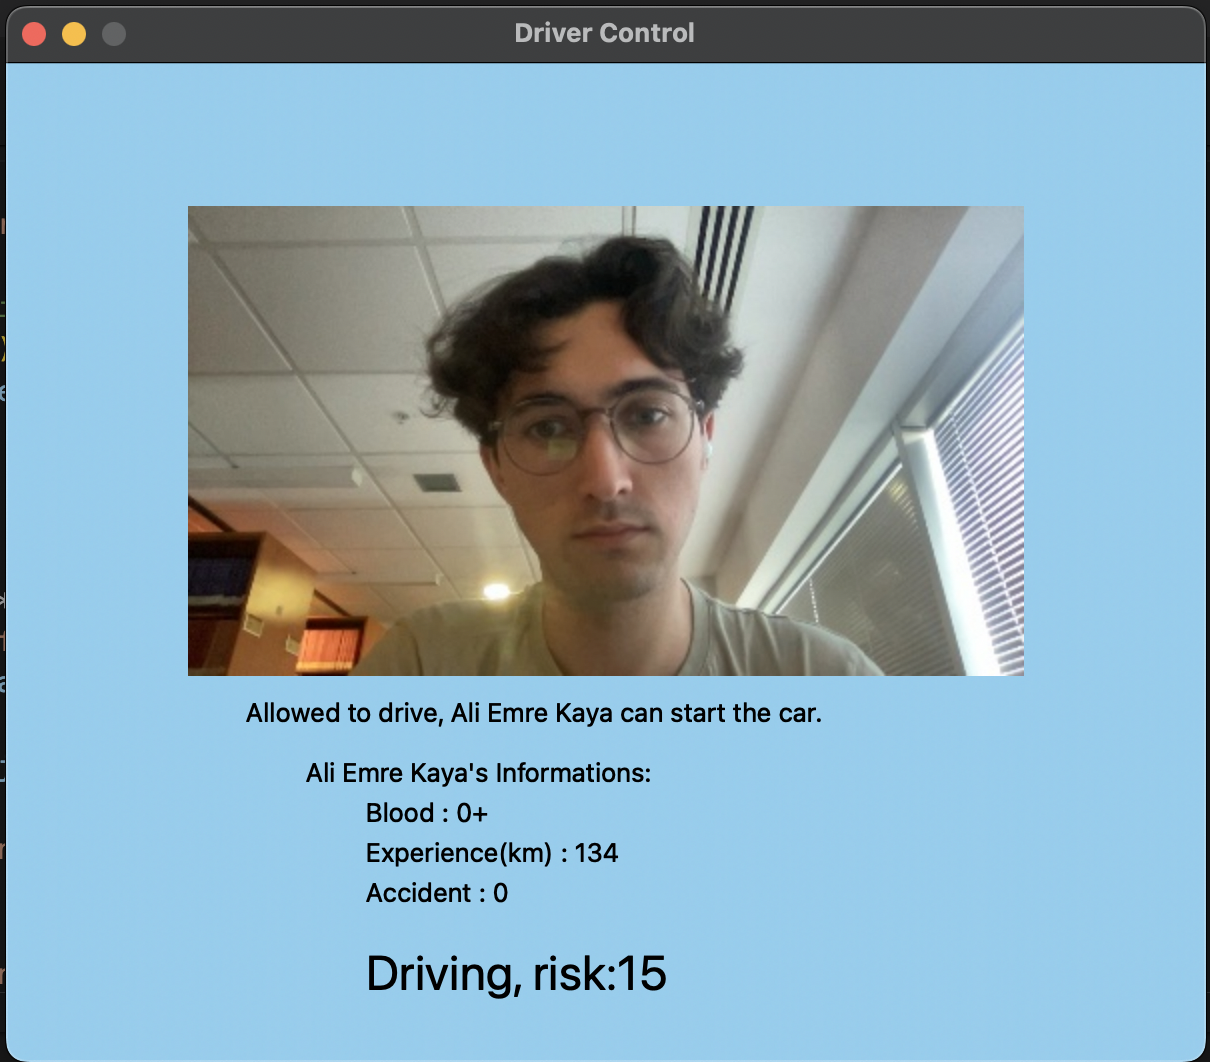 Driver Control
Allowed to drive, Ali Emre Kaya can start the car.
Ali Emre Kaya's Informations:
Blood : 0+
Experience(km) : 134
Accident : 0
Driving, risk:15